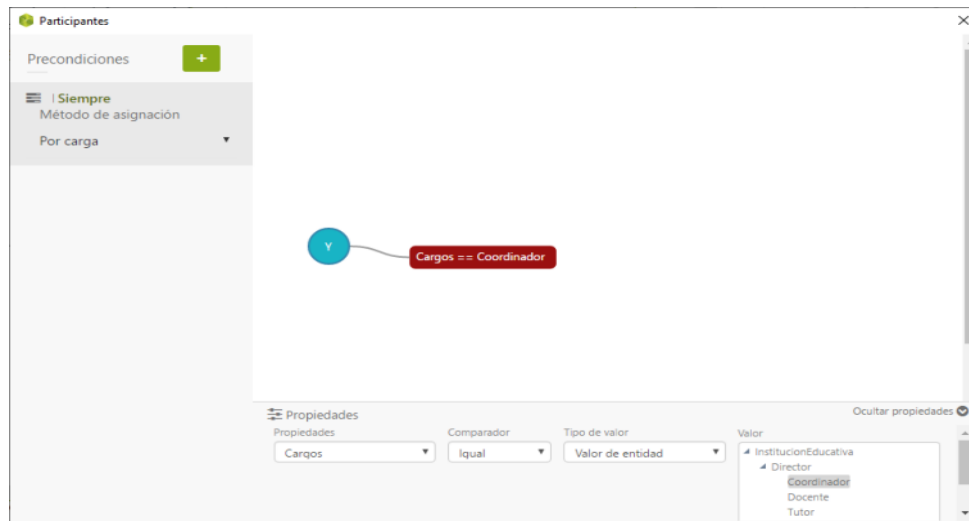 Participantes
Precondiciones
+
| Siempre
Método de asignación
Por carga
Y
Cargos == Coordinador
Propiedades
Ocultar propiedades
Propiedades
Comparador
Tipo de valor
Valor
Cargos
Igual
Valor de entidad
InstitucionEducativa
Director
Coordinador
Docente
Tutor